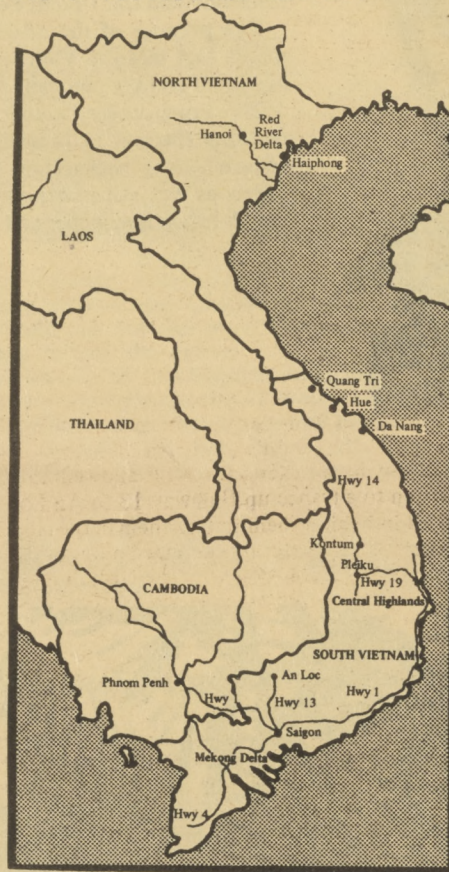 NORTH VIETNAM
Red
River
Delta
Hanoi
Haiphong
LAOS
Quang Tri
Hue
THAILAND
Da Nang
Hwy 14
Kontum
Pleiku
CAMBODIA
Hwy 19
Central Highlands
SOUTH VIETNAM
An Loc
Phnom Penh
Hwy
Hwy 13
Hwy 1
Saigon
Mekong Delta
Hwy 4